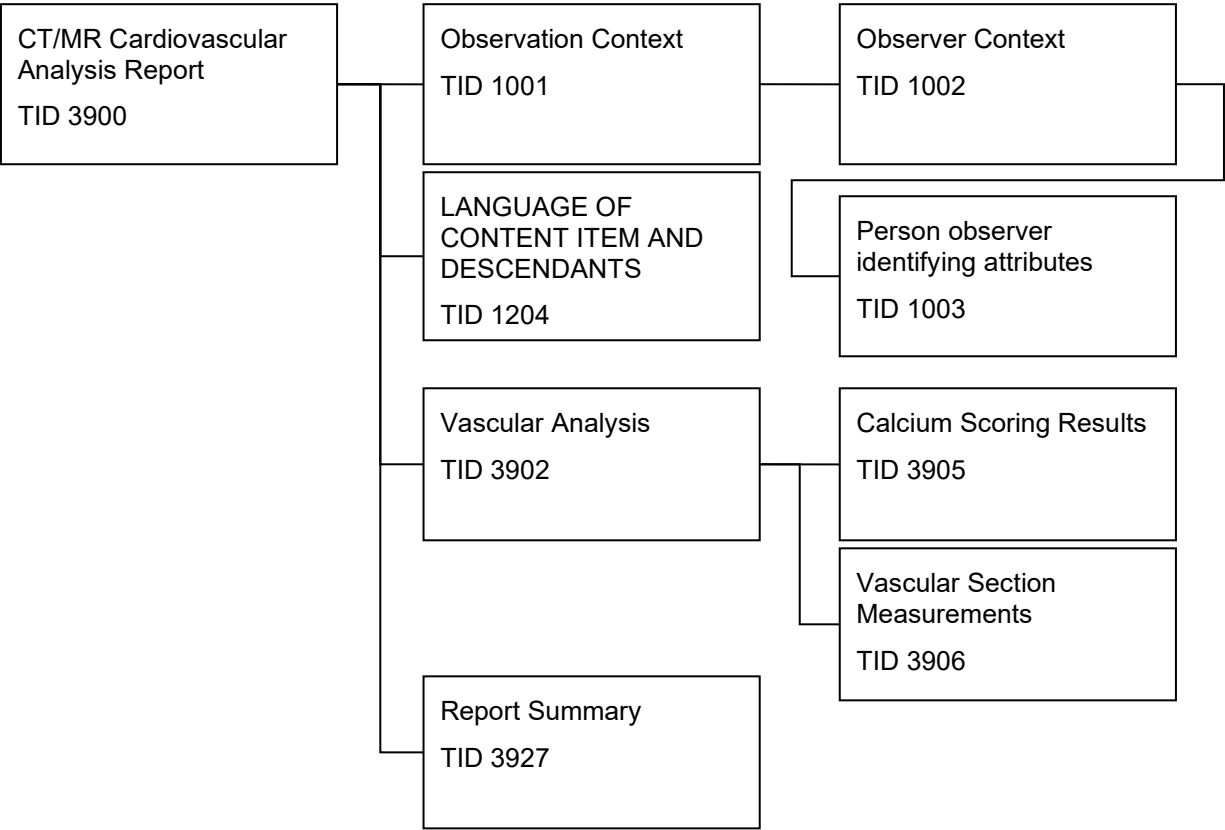 CT/MR Cardiovascular
Analysis Report
TID 3900
Observation Context
TID 1001
Observer Context
TID 1002
LANGUAGE OF
CONTENT ITEM AND
DESCENDANTS
TID 1204
Person observer
identifying attributes
TID 1003
Vascular Analysis
TID 3902
Calcium Scoring Results
TID 3905
Vascular Section
Measurements
TID 3906
Report Summary
TID 3927